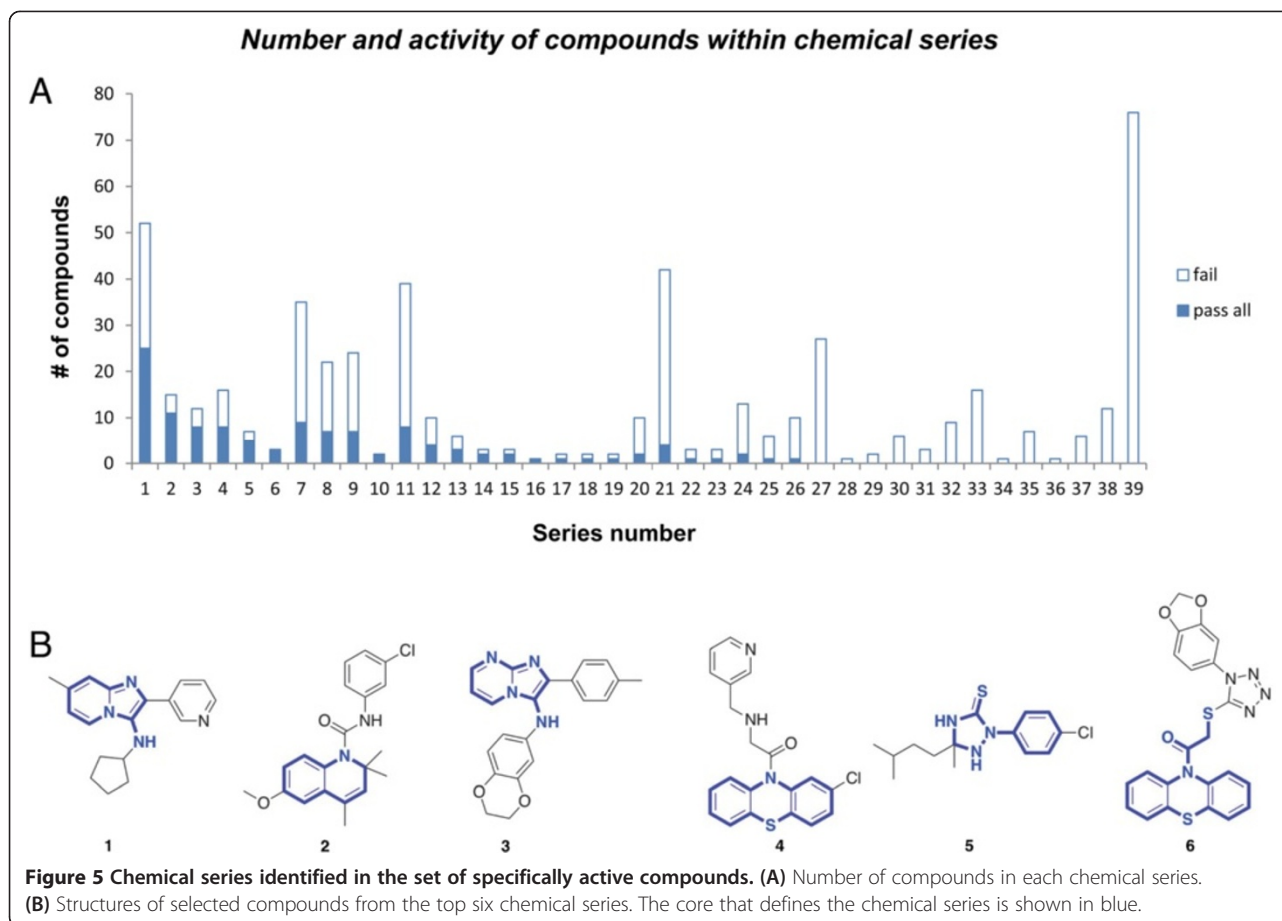 Number and activity of compounds within chemical series
A
80
70
60
50
40
30
20
10
0
# of compounds
fail
pass all
1 2 3 4 5 6 7 8 9 10 11 12 13 14 15 16 17 18 19 20 21 22 23 24 25 26 27 28 29 30 31 32 33 34 35 36 37 38 39
Series number
B
N
N
N
NH
1
Cl
O
NH
N
O
2
N
N
N
NH
O
O
3
N
NH
O
N
Cl
S
4
S
HN
N
Cl
N
H
5
O
O
N
N
N
N
S
O
N
S
6
Figure 5 Chemical series identified in the set of specifically active compounds. (A) Number of compounds in each chemical series.
(B) Structures of selected compounds from the top six chemical series. The core that defines the chemical series is shown in blue.